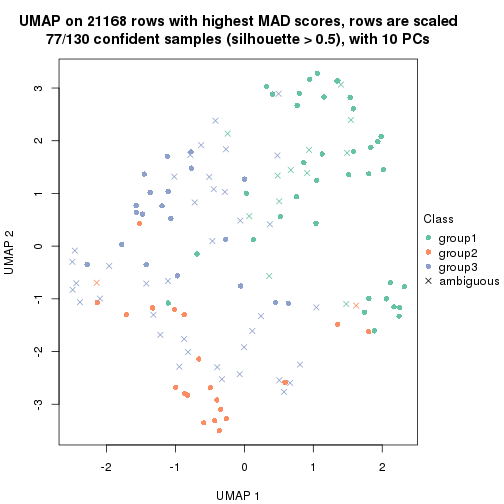 UMAP on 21168 rows with highest MAD scores, rows are scaled
77/130 confident samples (silhouette > 0.5), with 10 PCs
3
2
1
0
-1
-2
-3
UMAP 2
-2
-1
0
1
2
UMAP 1
Class
group1
group2
group3
ambiguous